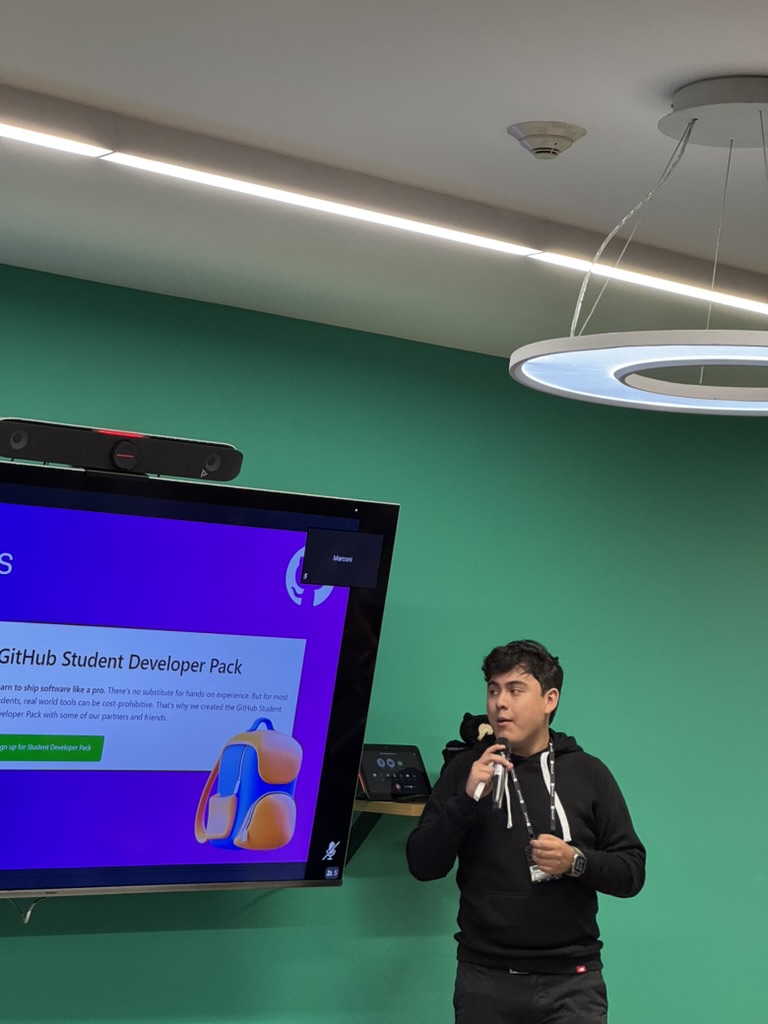 s
Marconi
GitHub Student Developer Pack
arn to ship software like a pro. There's no substitute for hands-on experience. But for most
dents, real world tools can be cost-prohibitive. That's why we created the GitHub Student
eloper Pack with some of our partners and friends.
gn up for Student Developer Pack
5